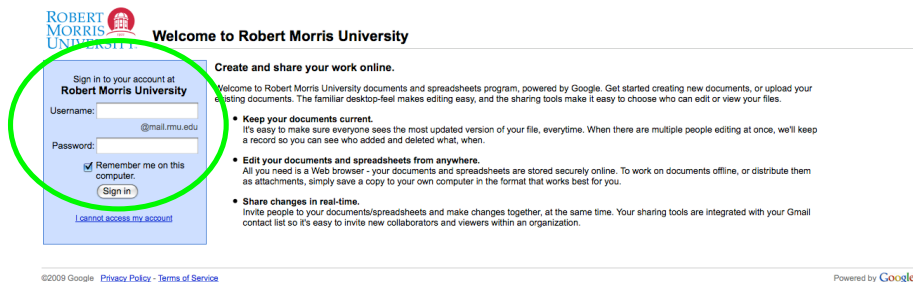 ROBERT
MORRIS
UNIVERSITY
Welcome to Robert Morris University
Sign in to your account at
Robert Morris University
Username:
@mail.rmu.edu
Password:
Remember me on this
computer.
Sign in
I cannot access my account
Create and share your work online.
Welcome to Robert Morris University documents and spreadsheets program, powered by Google. Get started creating new documents, or upload your
existing documents. The familiar desktop-feel makes editing easy, and the sharing tools make it easy to choose who can edit or view your files.
Keep your documents current.
It's easy to make sure everyone sees the most updated version of your file, everytime. When there are multiple people editing at once, we'll keep
a record so you can see who added and deleted what, when.
Edit your documents and spreadsheets from anywhere.
All you need is a Web browser - your documents and spreadsheets are stored securely online. To work on documents offline, or distribute them
as attachments, simply save a copy to your own computer in the format that works best for you.
Share changes in real-time.
Invite people to your documents/spreadsheets and make changes together, at the same time. Your sharing tools are integrated with your Gmail
contact list so it's easy to invite new collaborators and viewers within an organization.
©2009 Google Privacy Policy - Terms of Service
Powered by Google